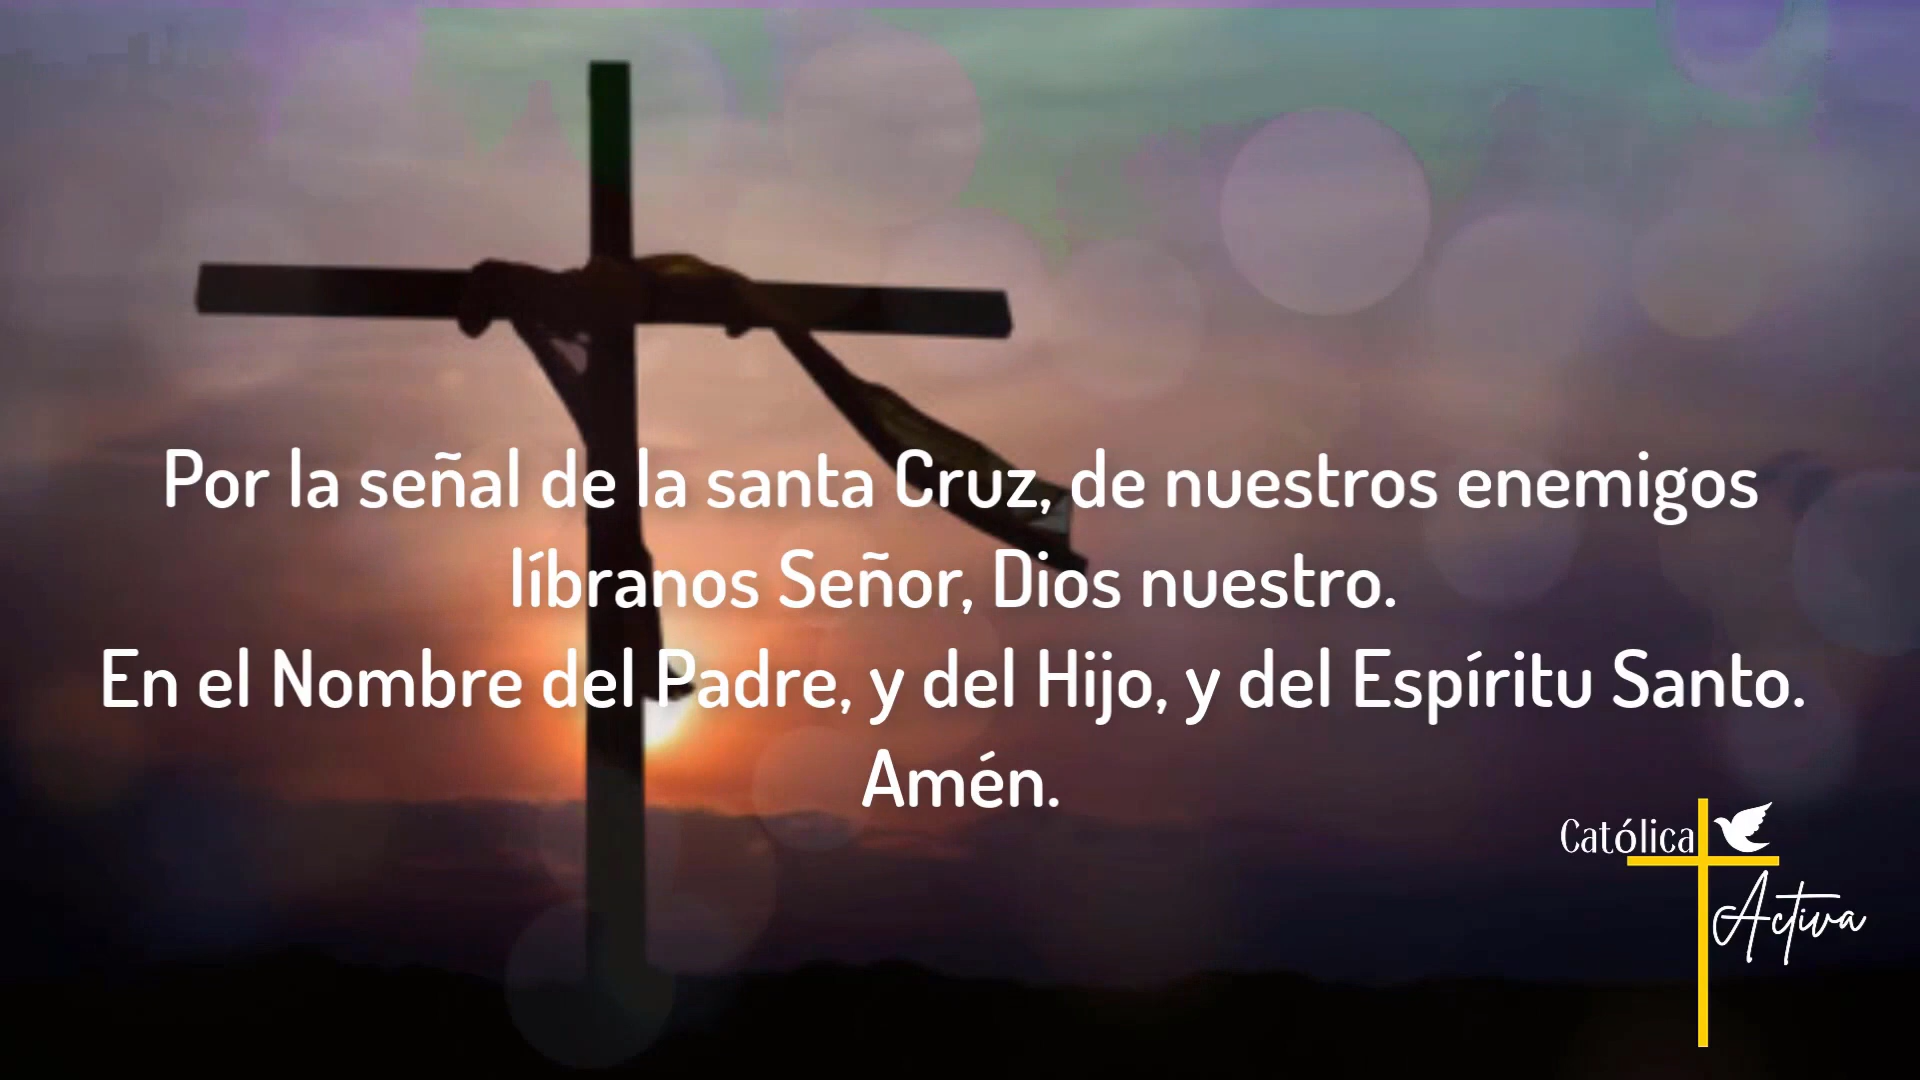 Por la señal de la santa Cruz, de nuestros enemigos
líbranos Señor, Dios nuestro.
En el Nombre del Padre, y del Hijo, y del Espíritu Santo.
Amén.
Católica
Activa